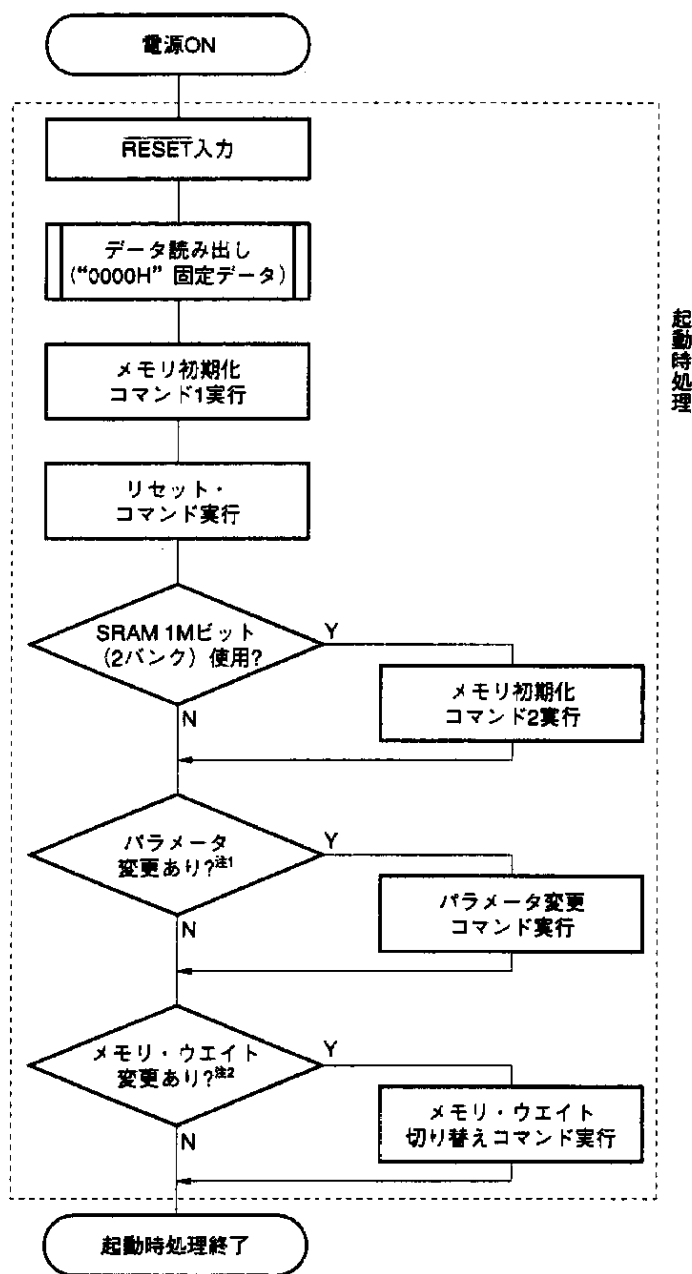 電源ON
RESET入力
データ読み出し
(“0000H” 固定データ)
メモリ初期化
コマンド1実行
リセット・
コマンド実行
SRAM 1Mビット
(2バンク) 使用?
Y
メモリ初期化
コマンド2実行
N
パラメータ
変更あり?注1
Y
パラメータ変更
コマンド実行
N
メモリ・ウエイト
変更あり?注2
Y
メモリ・ウエイト
切り替えコマンド実行
N
起動時処理終了
起動時処理